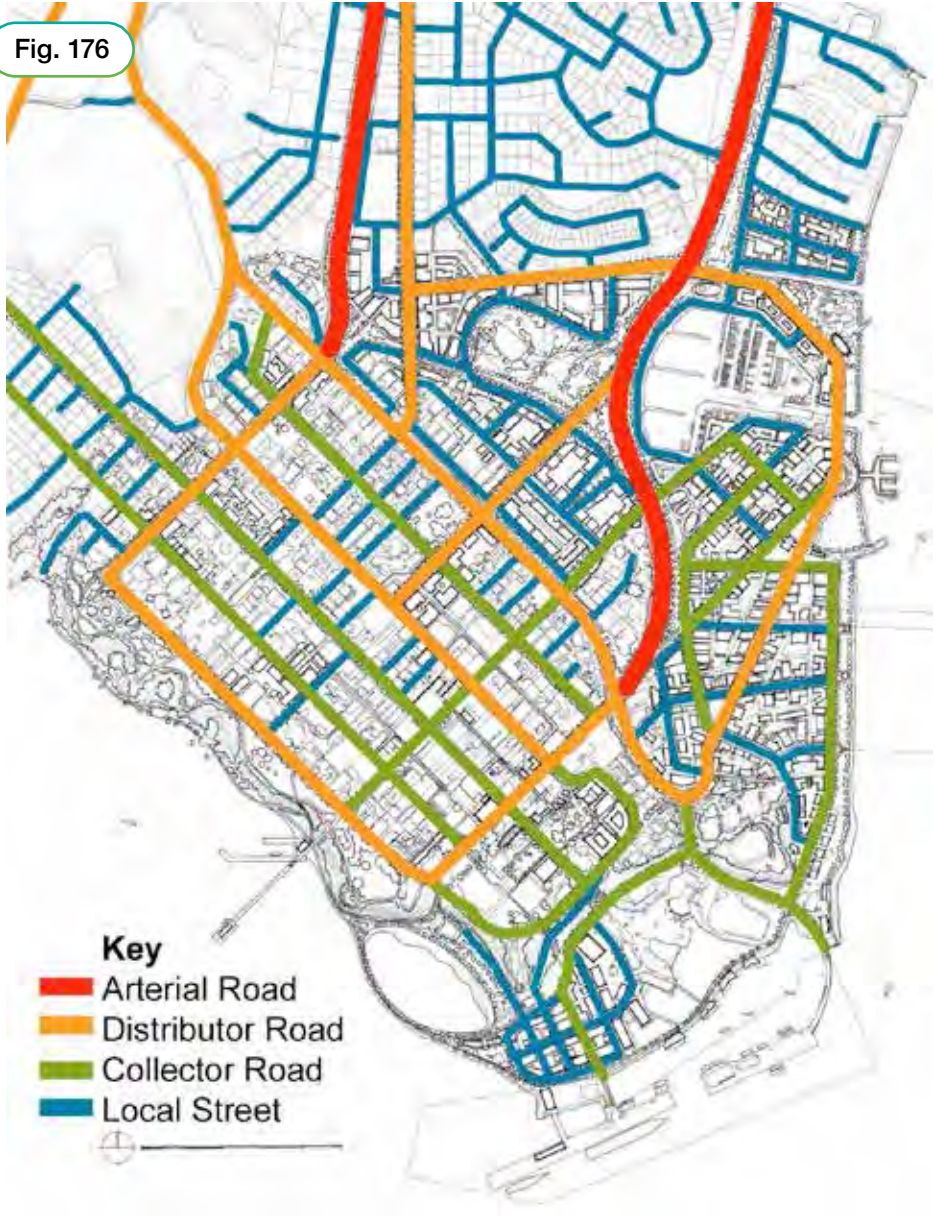 Fig. 176
Key
Arterial Road
Distributor Road
Collector Road
Local Street